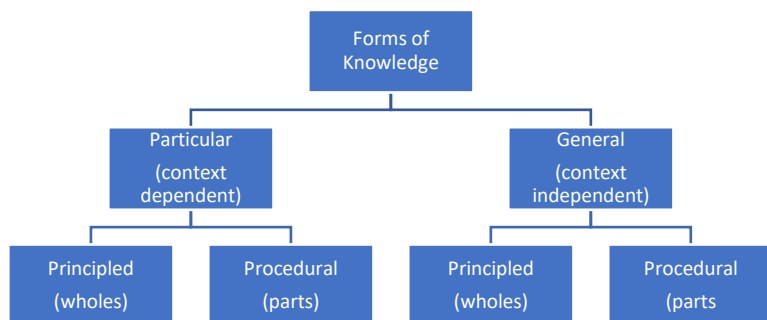 Forms of
Knowledge
Particular
(context
dependent)
General
(context
independent)
Principled
(wholes)
Procedural
(parts)
Principled
(wholes)
Procedural
(parts